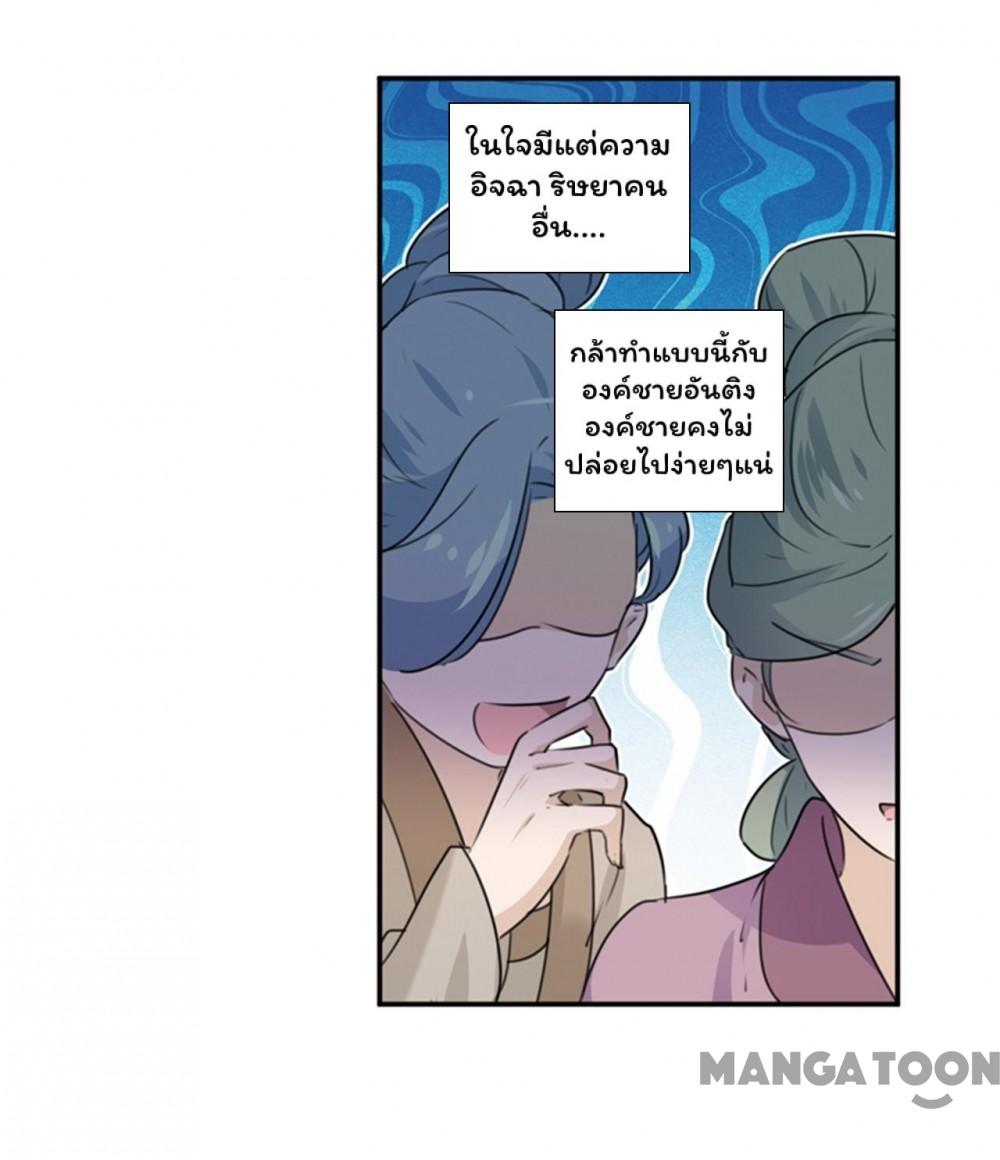 ในใจมีแต่ความ
อิจฉา ริษยาคน
อื่น....
กล้าทำแบบนี้กับ
องค์ชายอันติง
องค์ชายคงไม่
ปล่อยไปง่ายๆแน่
MANGATOON